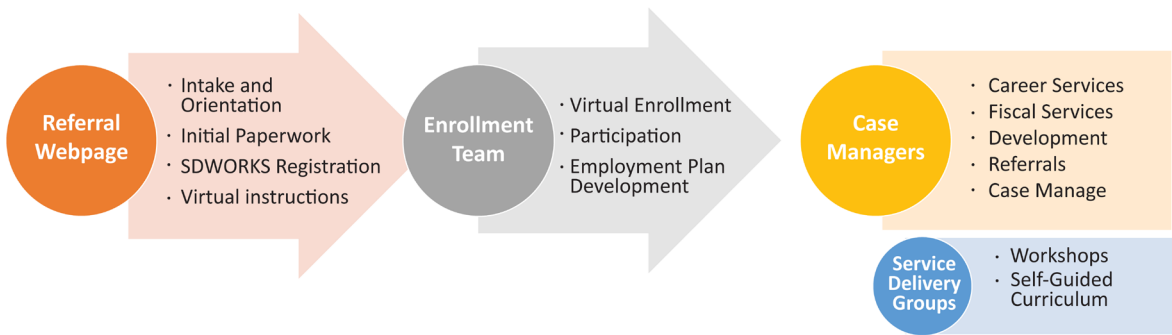 Referral
Webpage
· Intake and
Orientation
· Initial Paperwork
· SDWORKS Registration
· Virtual instructions
Enrollment
Team
· Virtual Enrollment
· Participation
· Employment Plan
Development
Case
Managers
· Career Services
· Fiscal Services
· Development
· Referrals
· Case Manage
Service
Delivery
Groups
· Workshops
· Self-Guided
Curriculum